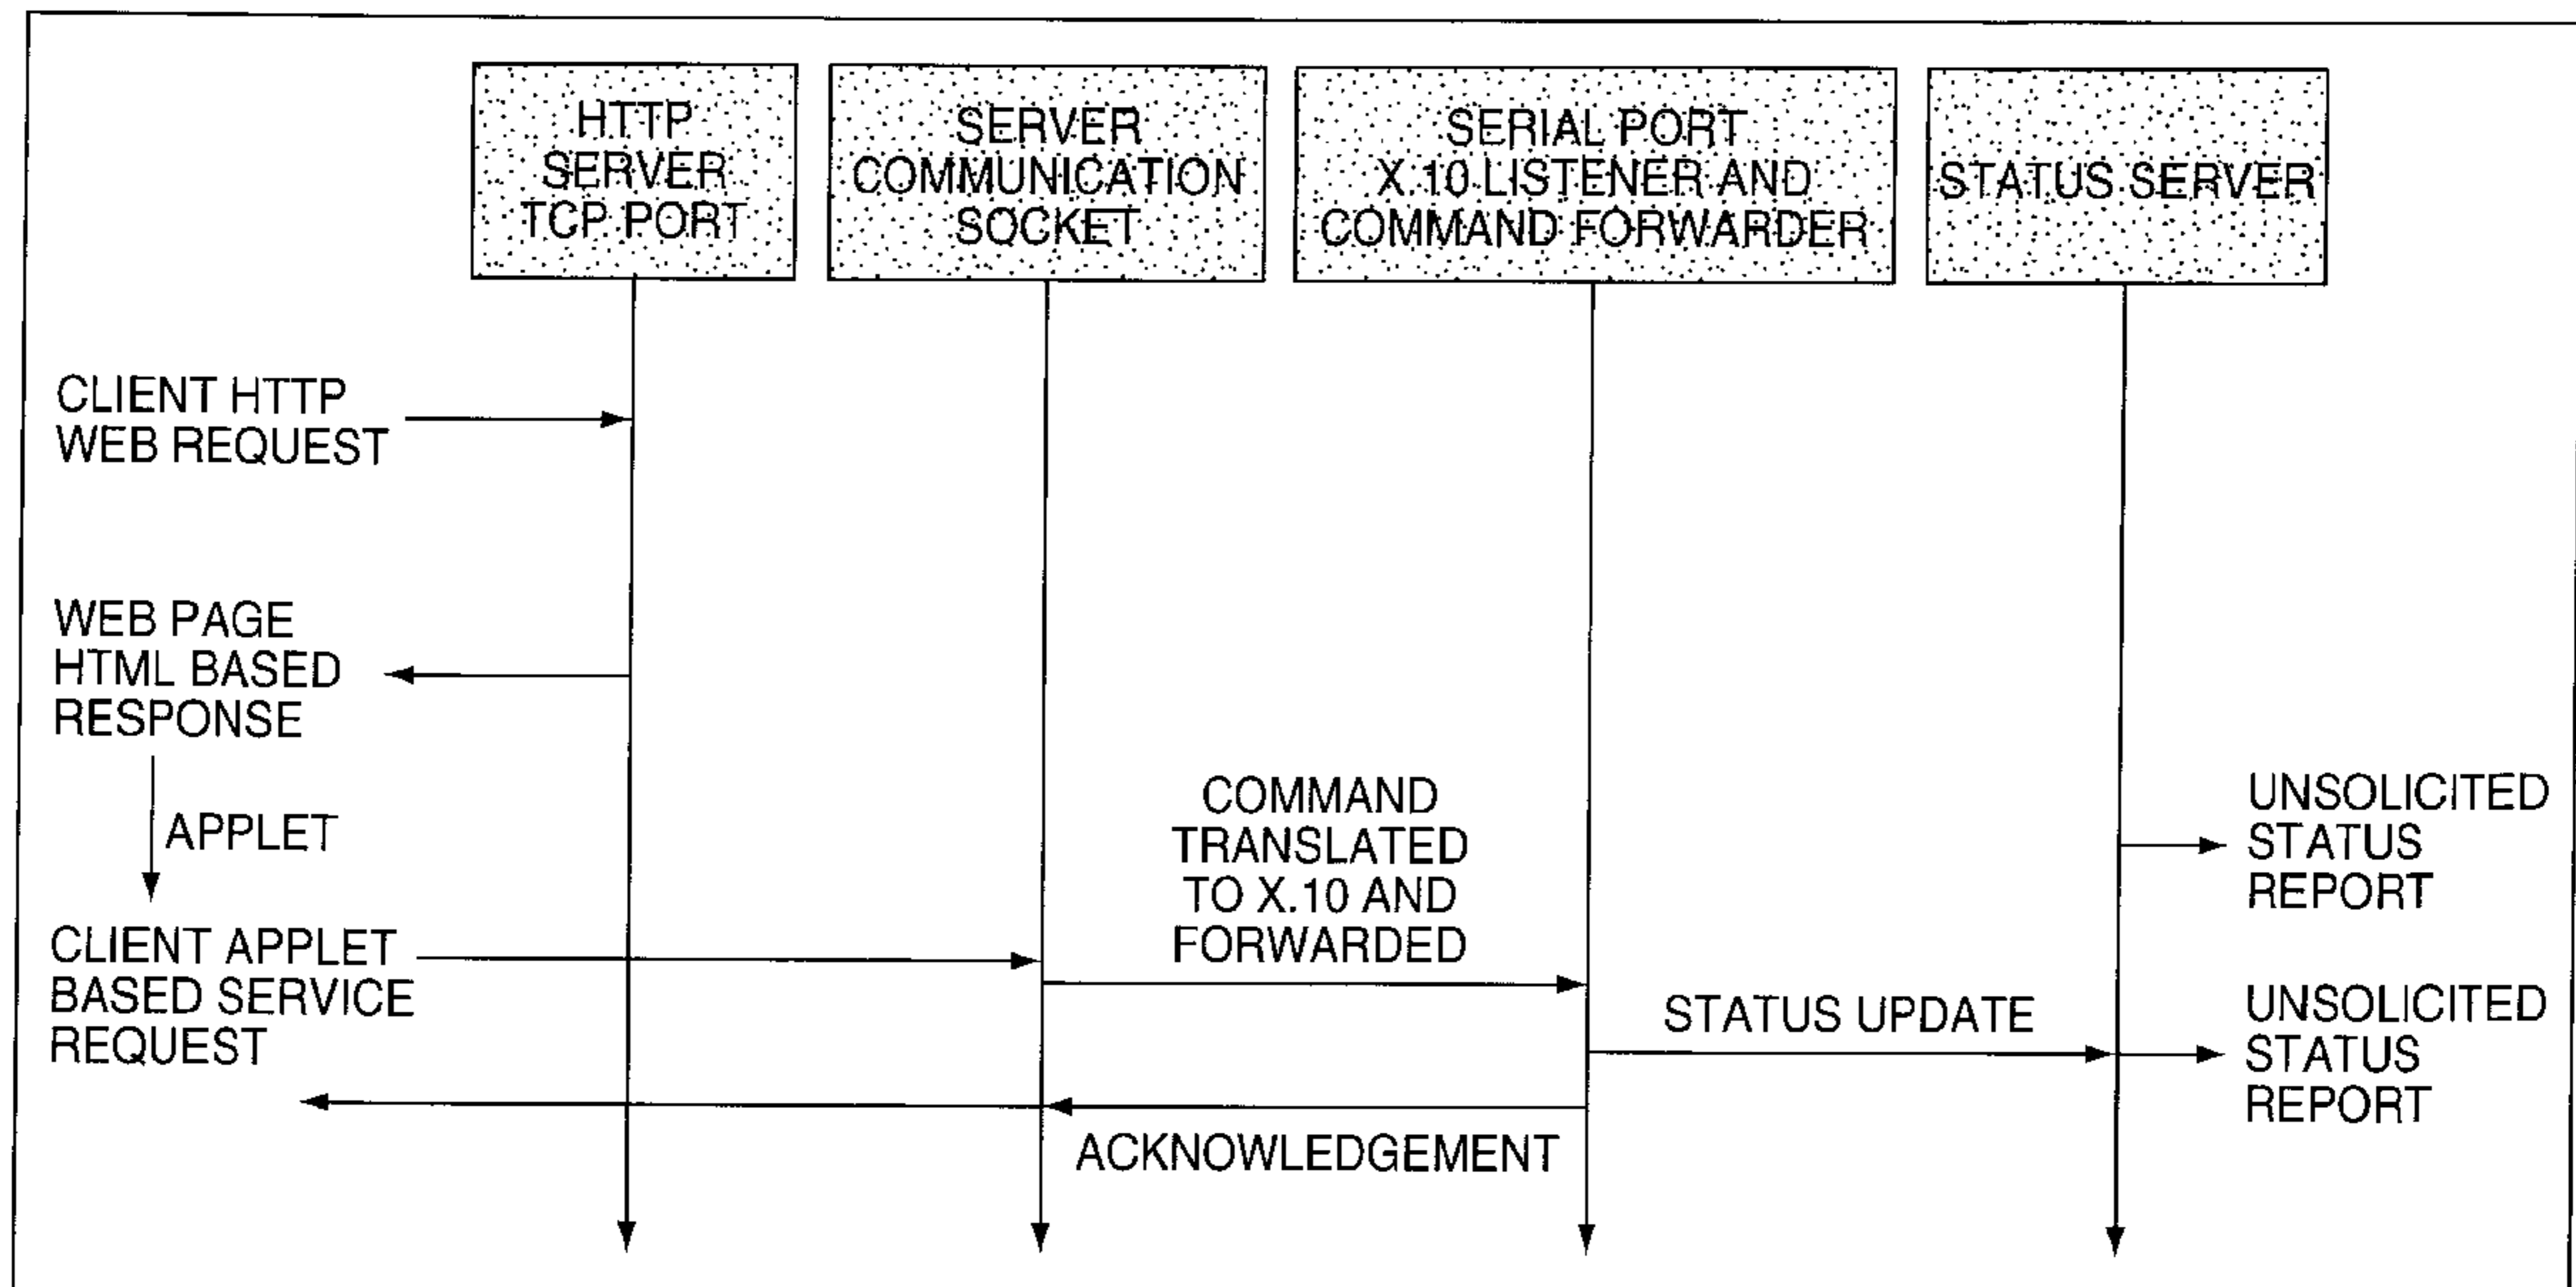 HTTP
SERVER
TCP PORT
SERVER
COMMUNICATION
SOCKET
SERIAL PORT
X.10 LISTENER AND
COMMAND FORWARDER
STATUS SERVER
CLIENT HTTP
WEB REQUEST
WEB PAGE
HTML BASED
RESPONSE
APPLET
CLIENT APPLET
BASED SERVICE
REQUEST
COMMAND
TRANSLATED
TO X.10 AND
FORWARDED
STATUS UPDATE
ACKNOWLEDGEMENT
UNSOLICITED
STATUS
REPORT
UNSOLICITED
STATUS
REPORT